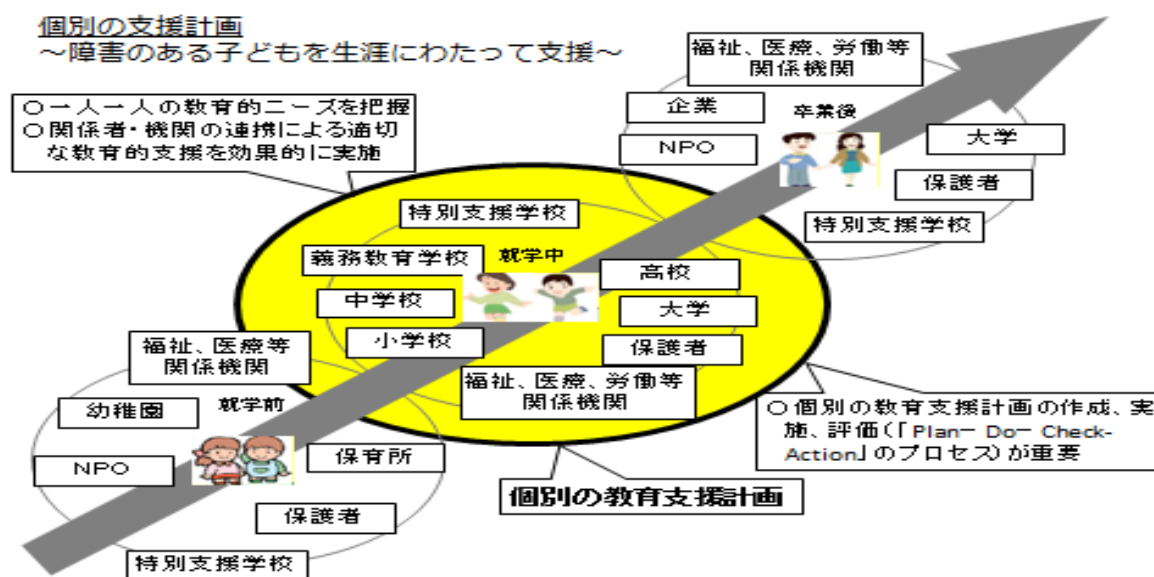 個別の支援計画
～障害のある子どもを生涯にわたって支援～
○一人一人の教育的ニーズを把握
○関係者・機関の連携による適切
な教育的支援を効果的に実施
福祉、医療、労働等
関係機関
企業
卒業後
NPO
大学
保護者
特別支援学校
特別支援学校
義務教育学校
就学中
高校
中学校
大学
小学校
保護者
福祉、医療、労働等
関係機関
福祉、医療等
関係機関
幼稚園
就学前
NPO
保育所
保護者
特別支援学校
○個別の教育支援計画の作成、実
施、評価(「Plan－Do－Check-
Action」のプロセス)が重要
個別の教育支援計画